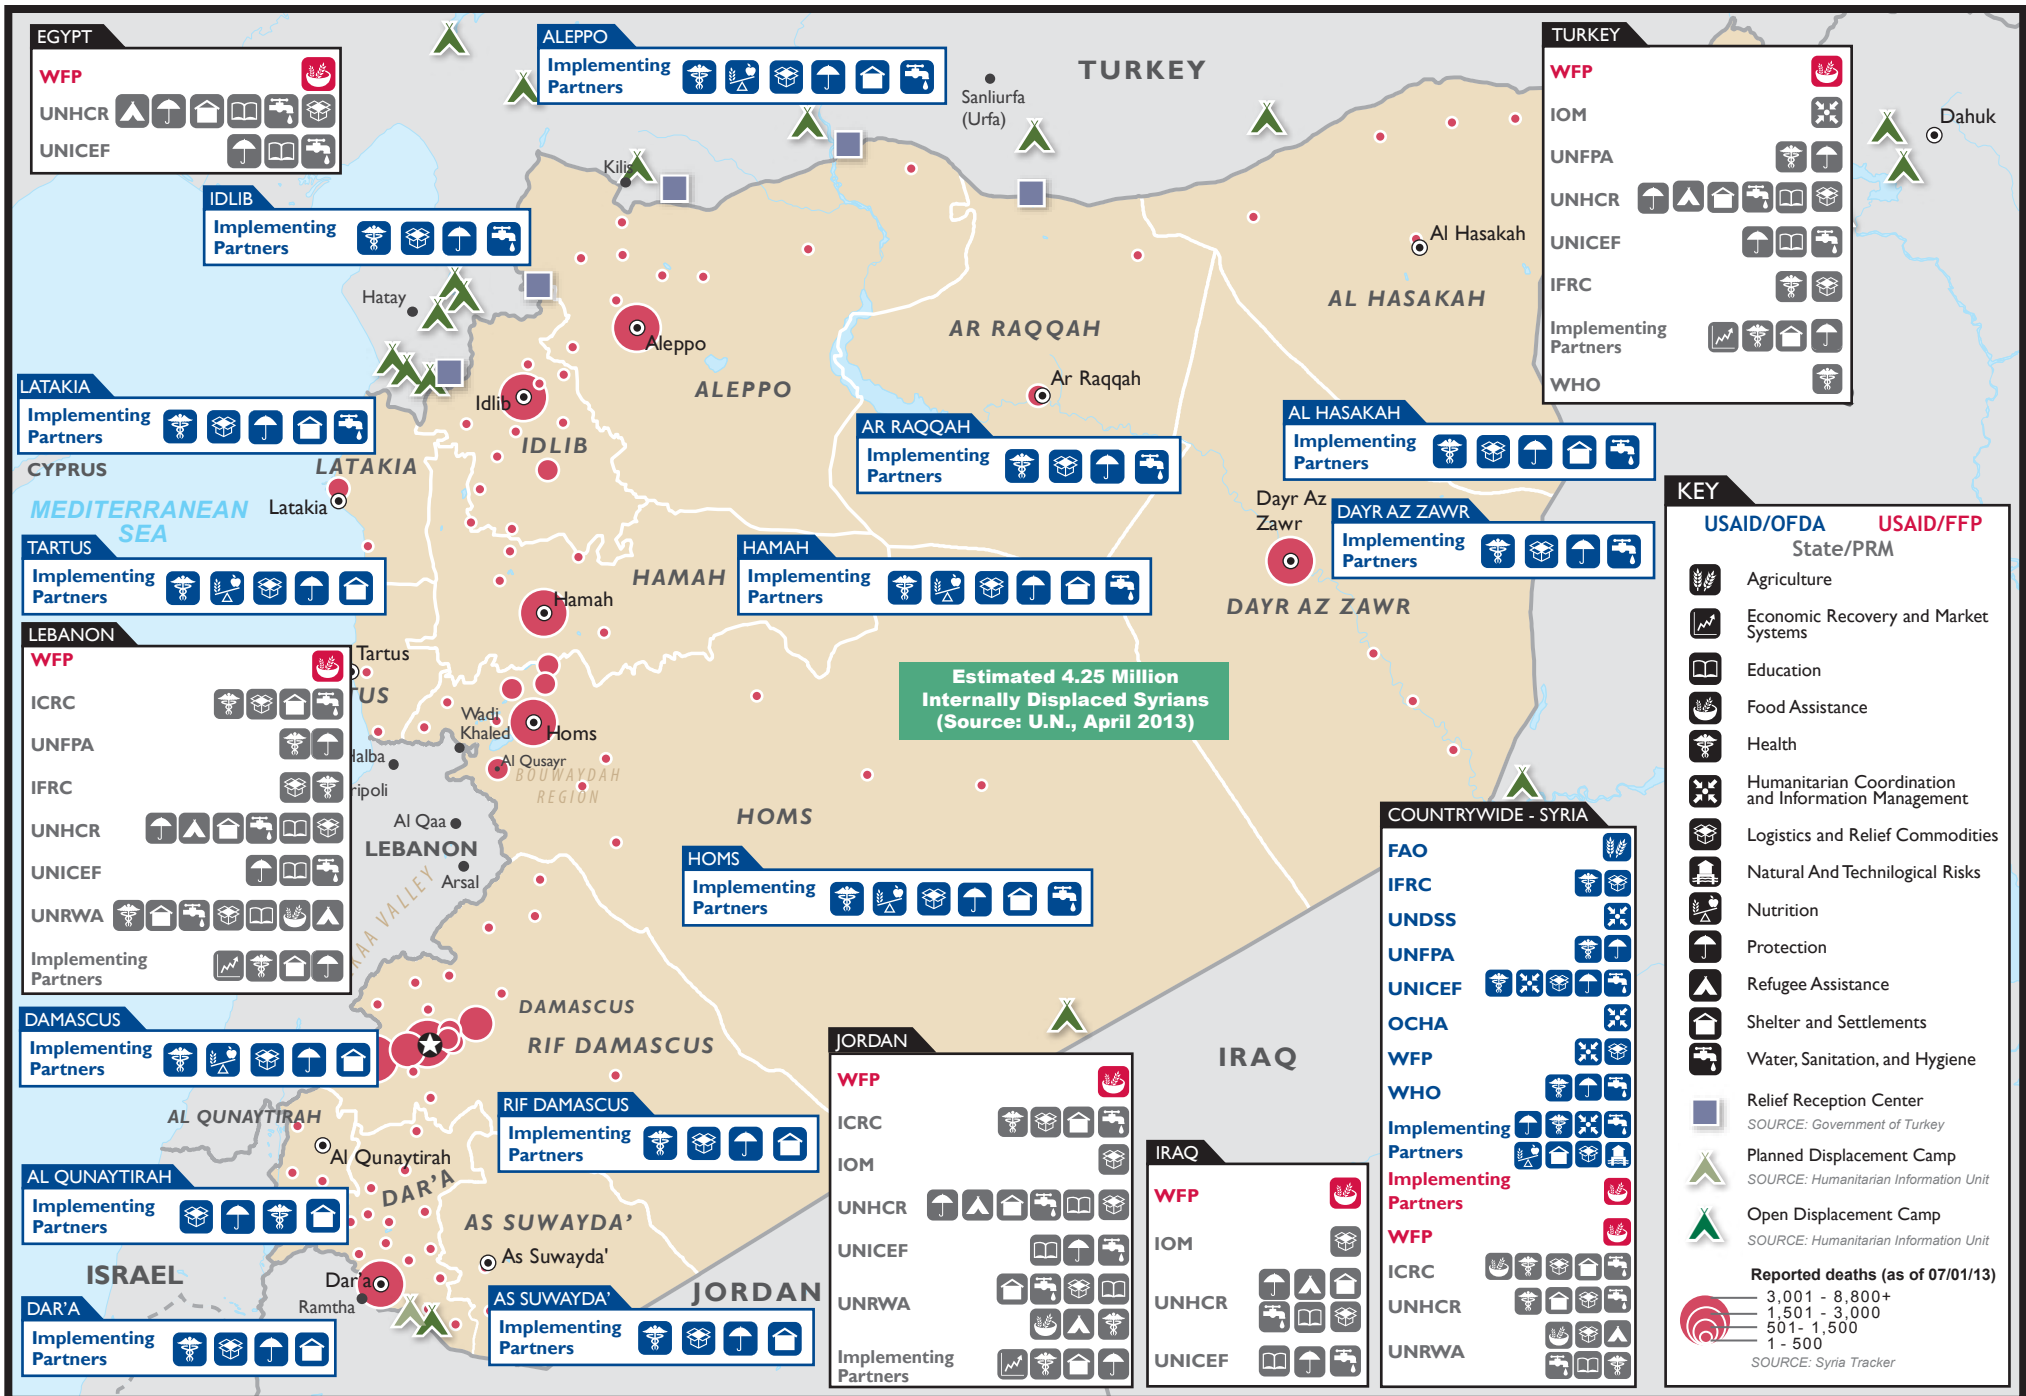 EGYPT
WFP
UNHCR
UNICEF
ALEPPO
Implementing
Partners
TURKEY
Sanliurfa
(Urfa)
TURKEY
WFP
IOM
UNFPA
UNHCR
UNICEF
IFRC
Implementing
Partners
WHO
Dahuk
Kilis
IDLIB
Implementing
Partners
Hatay
Al Hasakah
AL HASAKAH
AR RAQQAH
Aleppo
ALEPPO
Ar Raqqah
LATAKIA
Implementing
Partners
Idlib
IDLIB
AR RAQQAH
Implementing
Partners
AL HASAKAH
Implementing
Partners
CYPRUS
LATAKIA
Latakia
MEDITERRANEAN
SEA
Dayr Az
Zawr
DAYR AZ ZAWR
Implementing
Partners
DAYR AZ ZAWR
TARTUS
Implementing
Partners
HAMAH
HAMAH
Implementing
Partners
Hamah
LEBANON
WFP
ICRC
UNFPA
IFRC
UNHCR
UNICEF
UNRWA
Implementing
Partners
Tartus
TUS
Wadi
Khaled
Homs
Halba
ripoli
Al Qusayr
BOUWAYDAH
REGION
Estimated 4.25 Million
Internally Displaced Syrians
(Source: U.N., April 2013)
Al Qaa
LEBANON
Arsal
KAA VALLEY
HOMS
HOMS
Implementing
Partners
DAMASCUS
RIF DAMASCUS
DAMASCUS
Implementing
Partners
AL QUNAYTIRAH
Al Qunaytirah
RIF DAMASCUS
Implementing
Partners
AL QUNAYTIRAH
Implementing
Partners
DAR'A
AS SUWAYDA'
As Suwayda'
ISRAEL
Dar'a
Ramtha
JORDAN
DAR'A
Implementing
Partners
AS SUWAYDA'
Implementing
Partners
JORDAN
WFP
ICRC
IOM
UNHCR
UNICEF
UNRWA
Implementing
Partners
IRAQ
IRAQ
WFP
IOM
UNHCR
UNICEF
COUNTRYWIDE - SYRIA
FAO
IFRC
UNDSS
UNFPA
UNICEF
OCHA
WFP
WHO
Implementing
Partners
Implementing
Partners
WFP
ICRC
UNHCR
UNRWA
KEY
USAID/OFDA USAID/FFP
State/PRM
Agriculture
Economic Recovery and Market
Systems
Education
Food Assistance
Health
Humanitarian Coordination
and Information Management
Logistics and Relief Commodities
Natural And Technilogical Risks
Nutrition
Protection
Refugee Assistance
Shelter and Settlements
Water, Sanitation, and Hygiene
Relief Reception Center
SOURCE: Government of Turkey
Planned Displacement Camp
SOURCE: Humanitarian Information Unit
Open Displacement Camp
SOURCE: Humanitarian Information Unit
Reported deaths (as of 07/01/13)
3,001 - 8,800+
1,501 - 3,000
501- 1,500
1 - 500
SOURCE: Syria Tracker